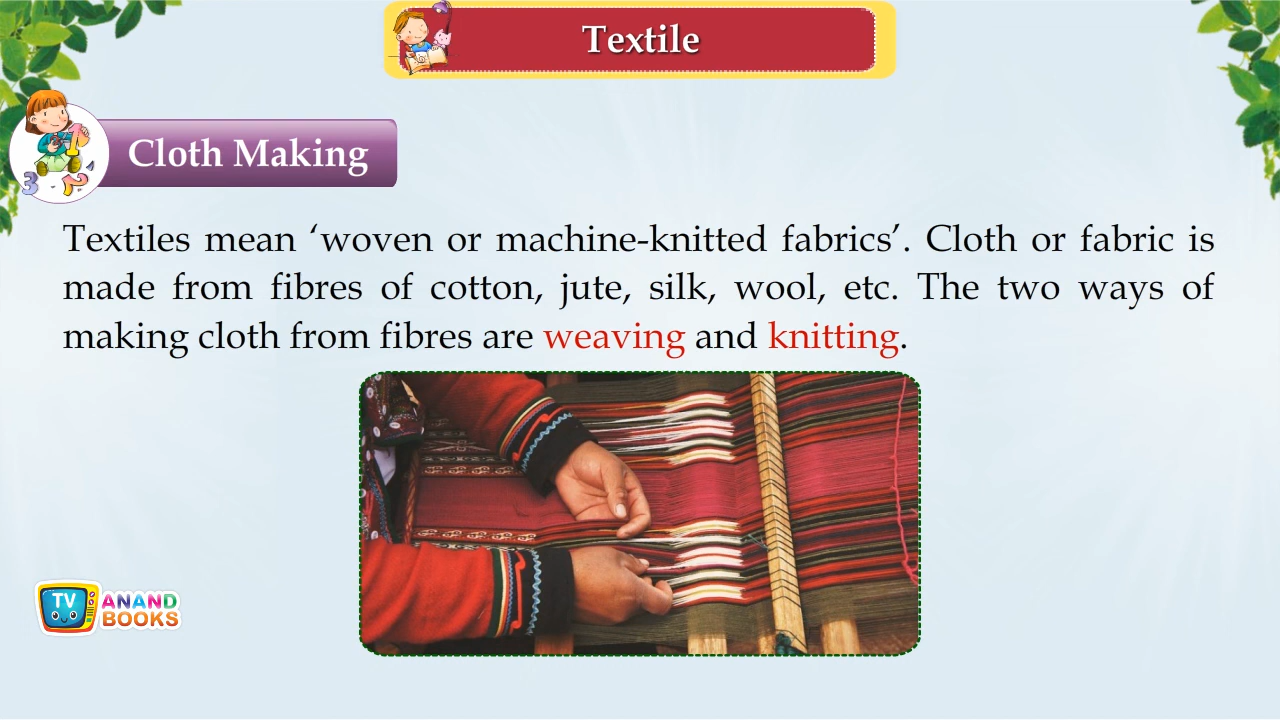 Textile
Cloth Making
Textiles mean ‘woven or machine-knitted fabrics’. Cloth or fabric is
made from fibres of cotton, jute, silk, wool, etc. The two ways of
making cloth from fibres are weaving and knitting.
TV
ANAND
BOOKS